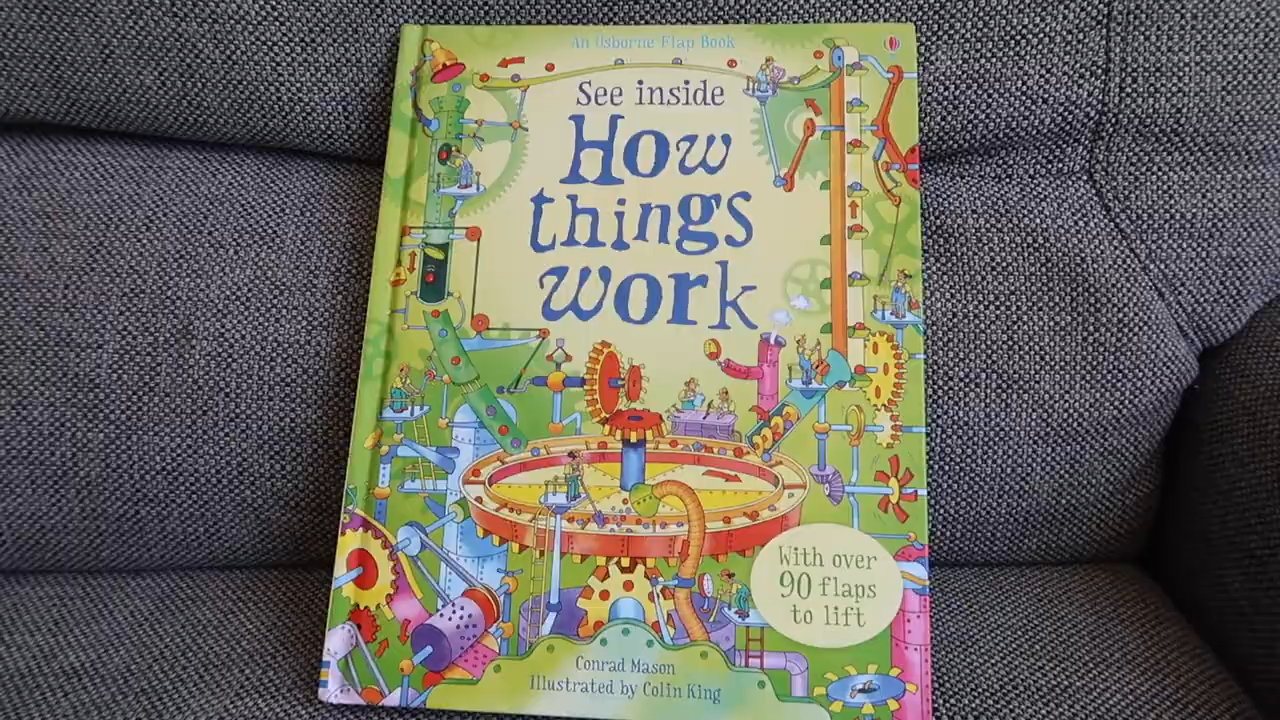 An Usborne Flap Book
See inside
How
things
work
With over
90 flaps
to lift
Conrad Mason
Illustrated by Colin King